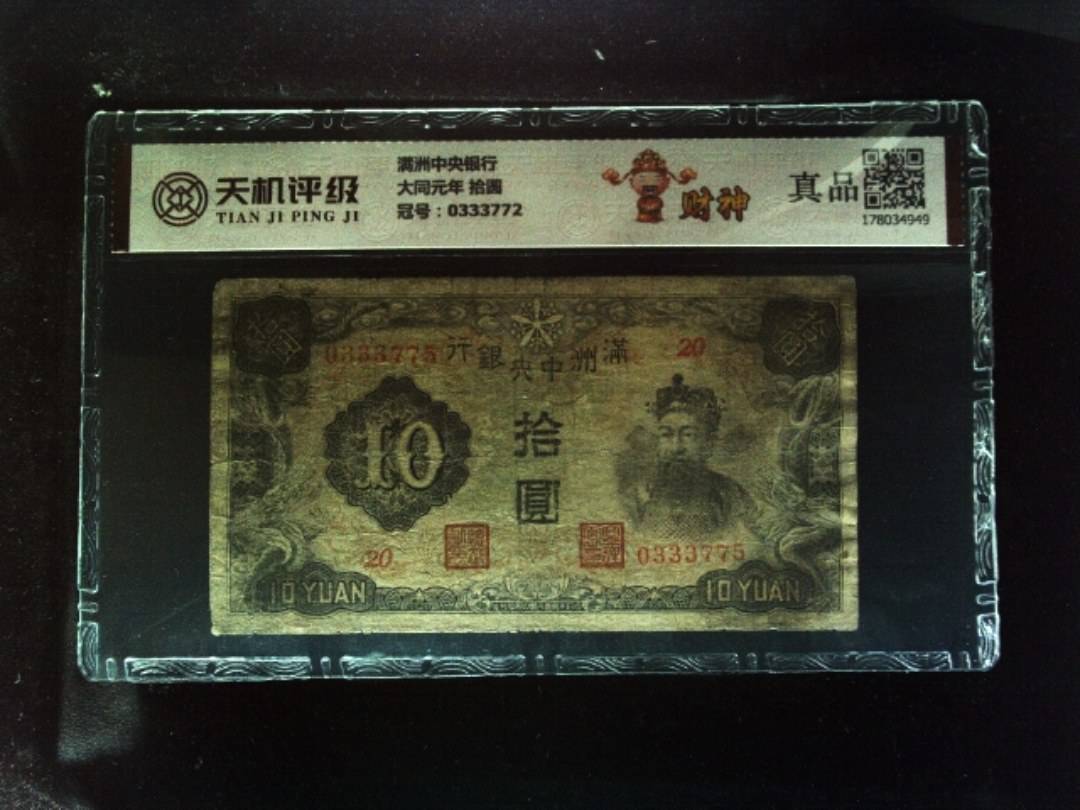 天机评级
TIAN JI PING JI
满洲中央银行
大同元年 拾圆
冠号：0333772
财神
真品
178034949
0333775
行銀央中洲滿
20
10
拾
圓
20
0333775
10 YUAN
10 YUAN